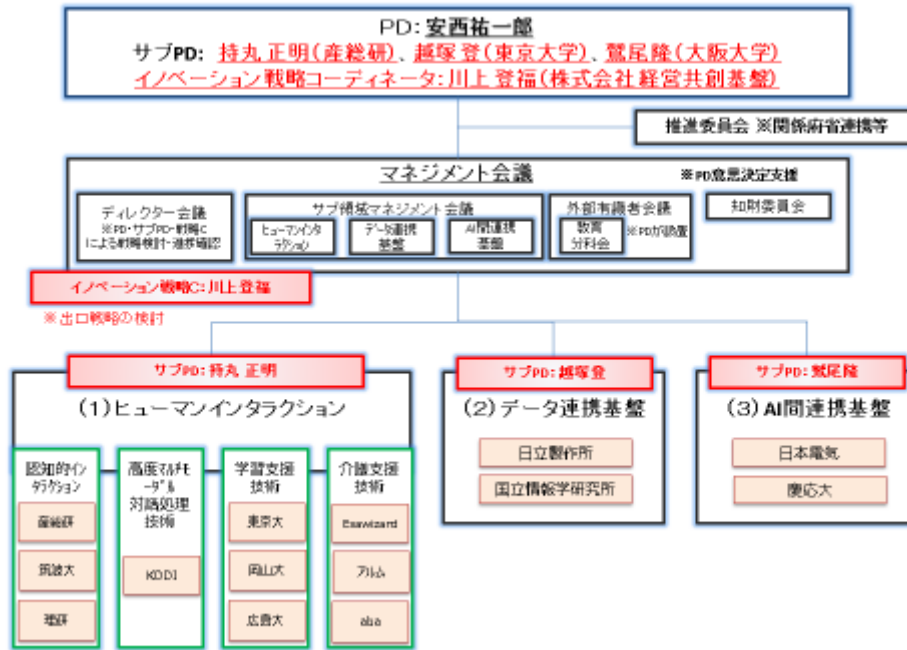 PD: 安西祐一郎
サブPD: 持丸 正明(産総研)、越塚 登(東京大学)、鷲尾隆(大阪大学)
イノベーション戦略コーディネータ:川上 登福(株式会社 経営共創基盤)
推進委員会 ※関係府省連携等
マネジメント会議
※PD意思決定支援
ディレクター会議
※PD・サブPD・戦略C
による戦略検討・進捗確認
サブ領域マネジメント会議
ヒューマンインタ
ラクション
データ連携
基盤
AI間連携
基盤
外部有識者会議
教育
分科会
※PDが設置
知財委員会
イノベーション戦略C:川上 登福
※出口戦略の検討
サブPD:持丸 正明
(1)ヒューマンインタラクション
認知的イン
タラクション
産総研
筑波大
理研
高度マルチモ
ーダル
対話処理
技術
KDDI
学習支援
技術
東京大
岡山大
広島大
介護支援
技術
Exawizard
アルム
aba
サブPD:越塚登
(2)データ連携基盤
日立製作所
国立情報学研究所
サブPD:鷲尾隆
(3)AI間連携基盤
日本電気
慶応大